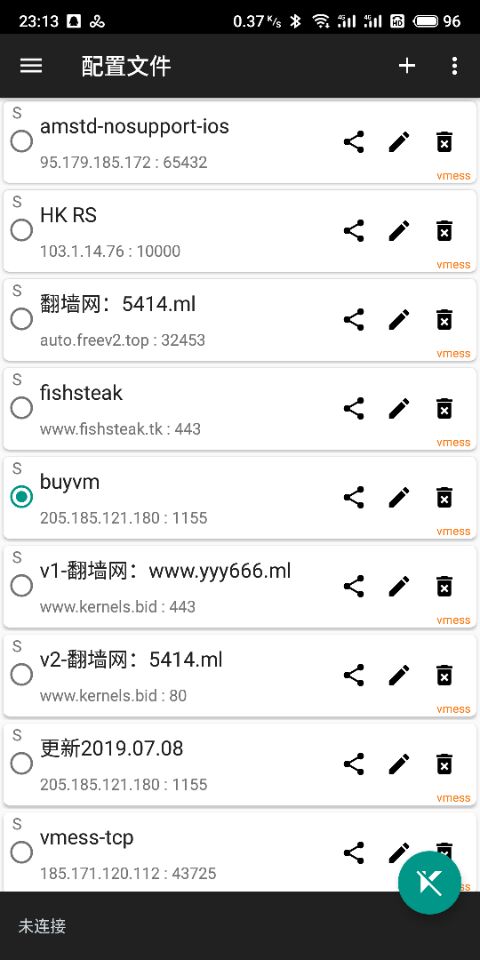 23:13 0.37 K/s 4G 4G HD 96
配置文件
S
amstd-nosupport-ios
95.179.185.172 : 65432
vmess
S
HK RS
103.1.14.76 : 10000
vmess
S
翻墙网：5414.ml
auto.freev2.top : 32453
vmess
S
fishsteak
www.fishsteak.tk : 443
vmess
S
buyvm
205.185.121.180 : 1155
vmess
S
v1-翻墙网：www.yyy666.ml
www.kernels.bid : 443
vmess
S
v2-翻墙网：5414.ml
www.kernels.bid : 80
vmess
S
更新2019.07.08
205.185.121.180 : 1155
vmess
S
vmess-tcp
185.171.120.112 : 43725
未连接